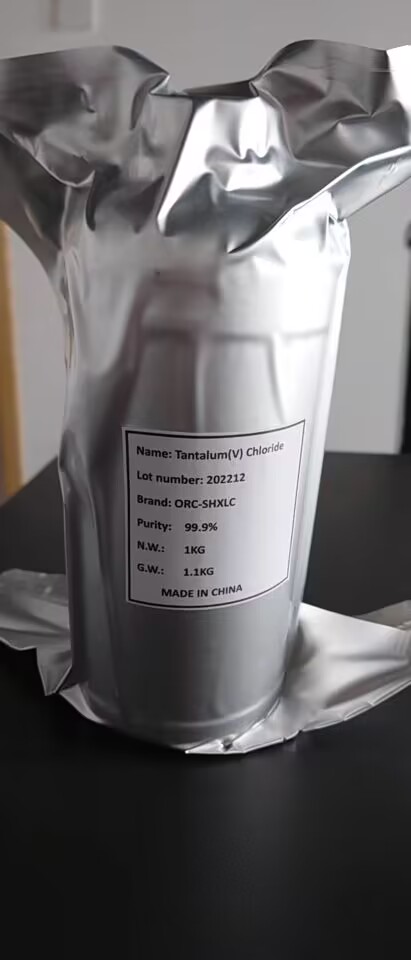 Name: Tantalum(V) Chloride
Lot number: 202212
Brand: ORC-SHXLC
Purity: 99.9%
N.W.: 1KG
G.W.: 1.1KG
MADE IN CHINA